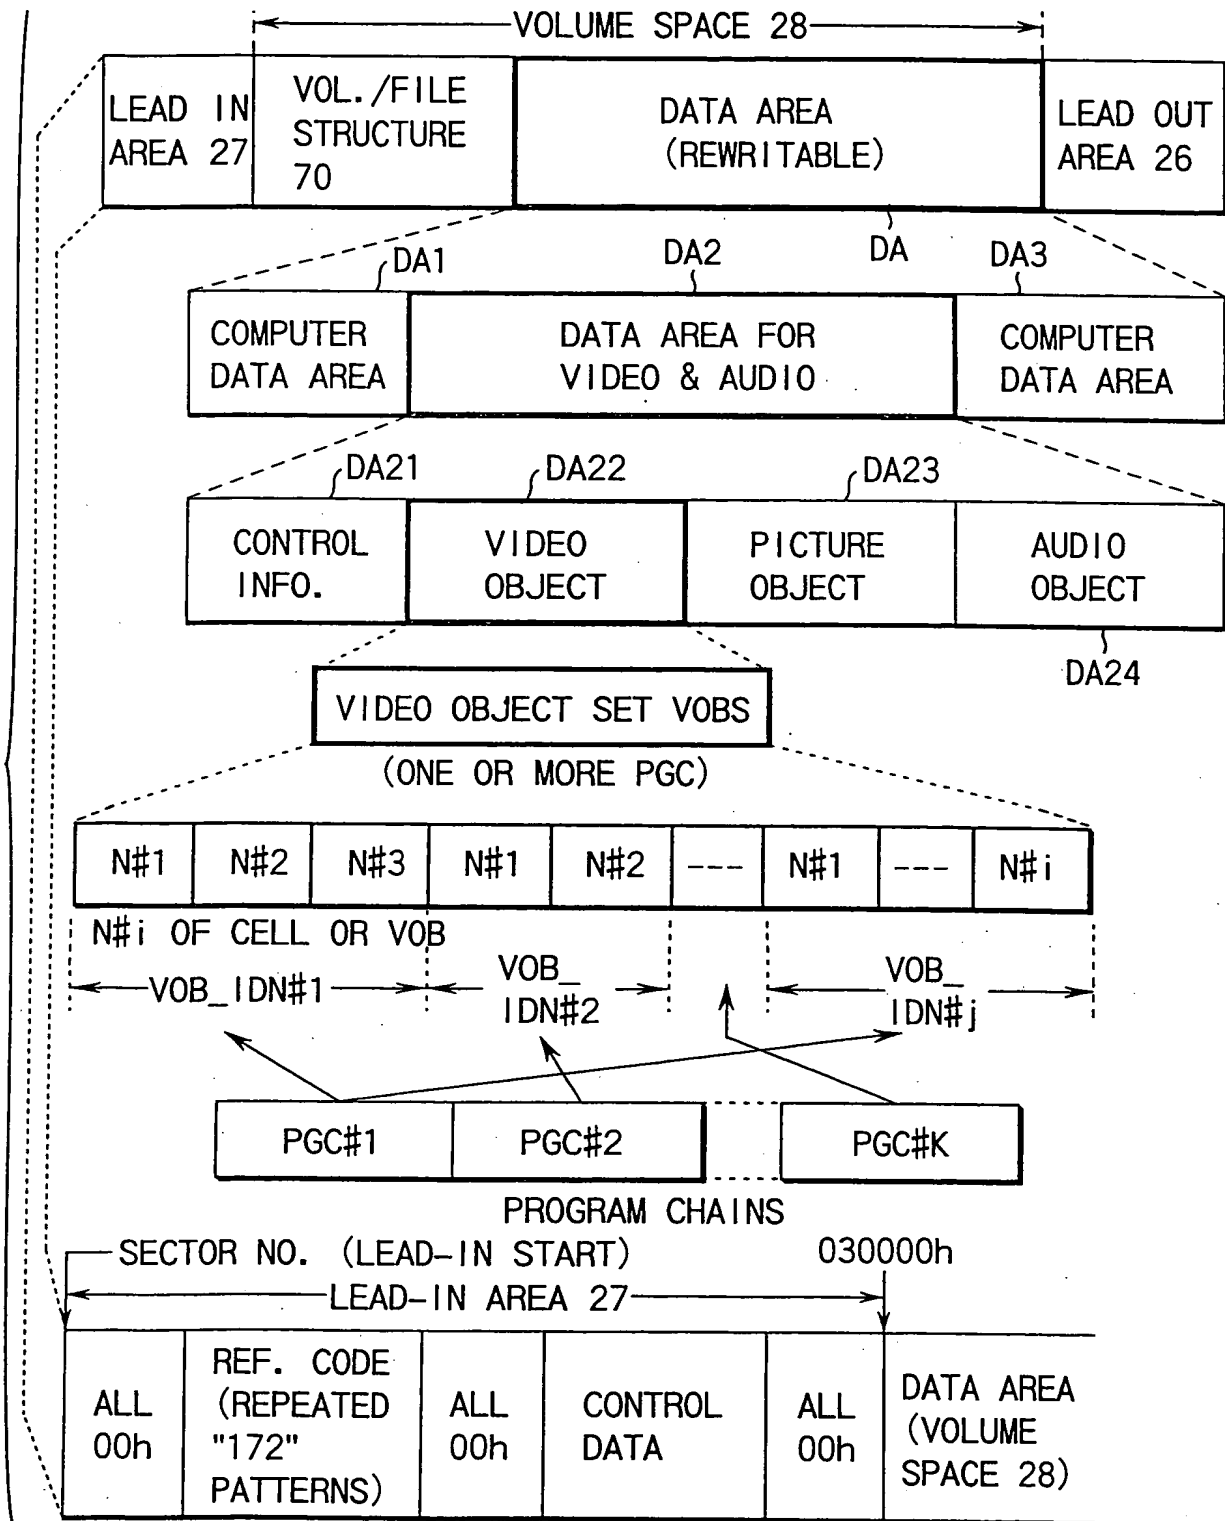 VOLUME SPACE 28
LEAD IN
AREA 27
VOL./FILE
STRUCTURE
70
DATA AREA
(REWRITABLE)
LEAD OUT
AREA 26
DA1
DA2
DA
DA3
COMPUTER
DATA AREA
DATA AREA FOR
VIDEO & AUDIO
COMPUTER
DATA AREA
DA21
DA22
DA23
CONTROL
INFO.
VIDEO
OBJECT
PICTURE
OBJECT
AUDIO
OBJECT
DA24
VIDEO OBJECT SET VOBS
(ONE OR MORE PGC)
N#1
N#2
N#3
N#1
N#2
---
N#1
---
N#i
N#i OF CELL OR VOB
VOB_IDN#1
VOB_
IDN#2
VOB_
IDN#j
PGC#1
PGC#2
PGC#K
PROGRAM CHAINS
SECTOR NO. (LEAD-IN START)
030000h
LEAD-IN AREA 27
ALL
00h
REF. CODE
(REPEATED
"172"
PATTERNS)
ALL
00h
CONTROL
DATA
ALL
00h
DATA AREA
(VOLUME
SPACE 28)